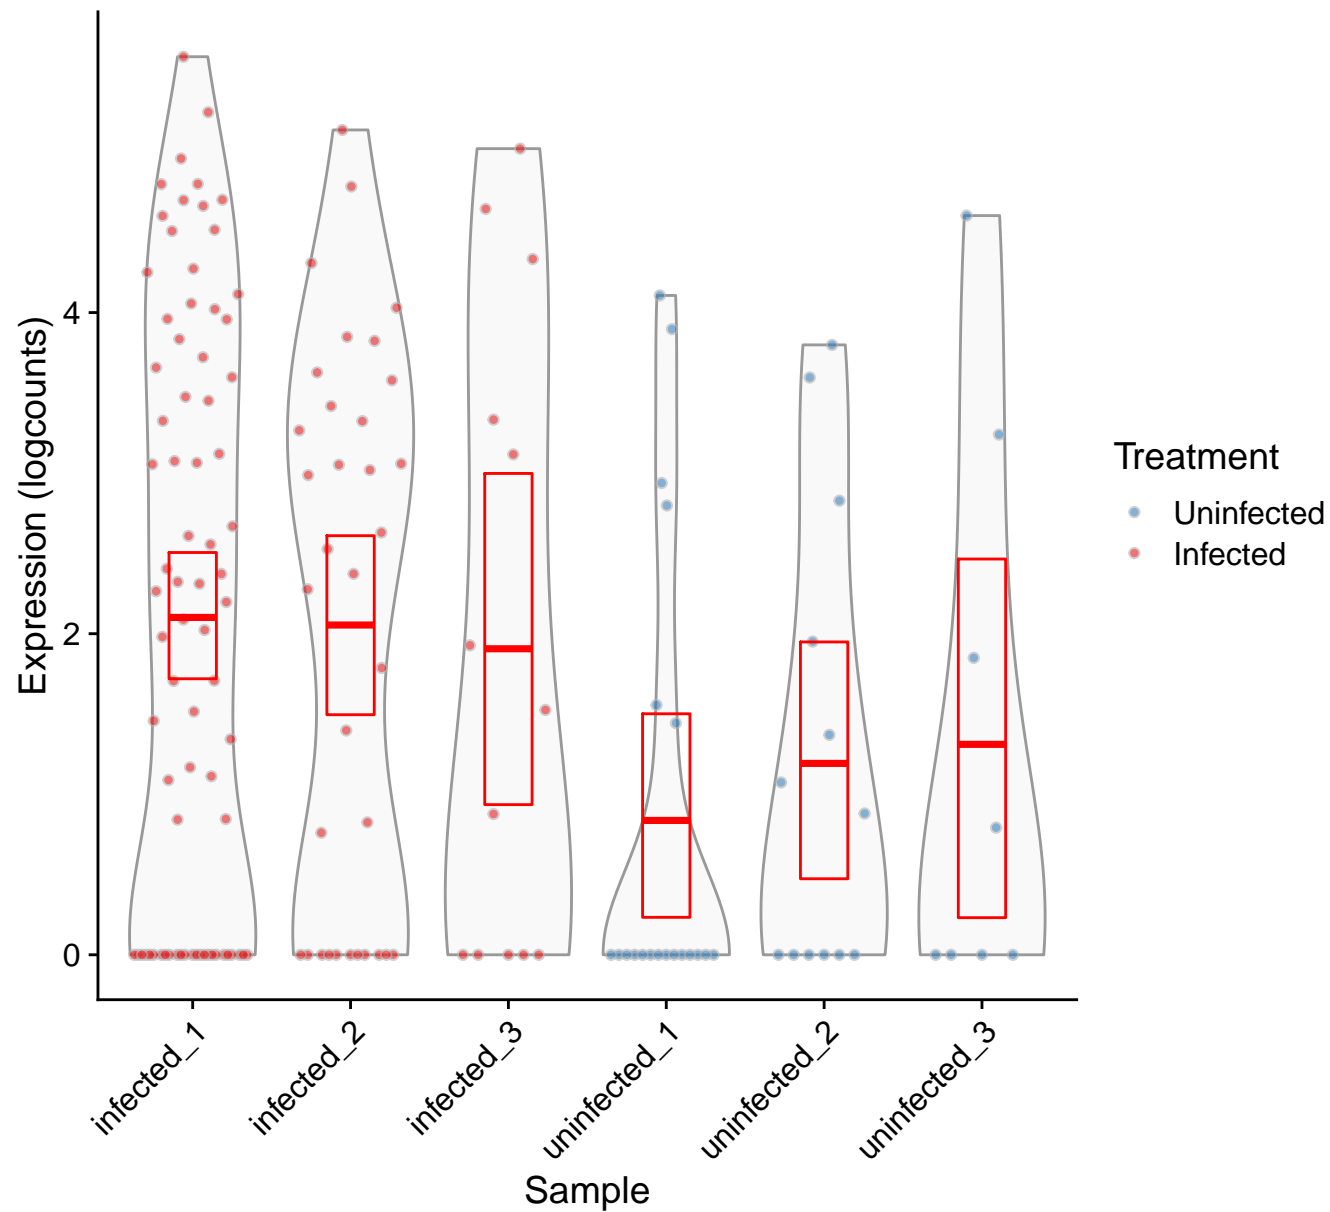 Expression (logcounts)
4
2
0
infected_1
infected_2
infected_3
uninfected_1
uninfected_2
uninfected_3
Sample
Treatment
Uninfected
Infected